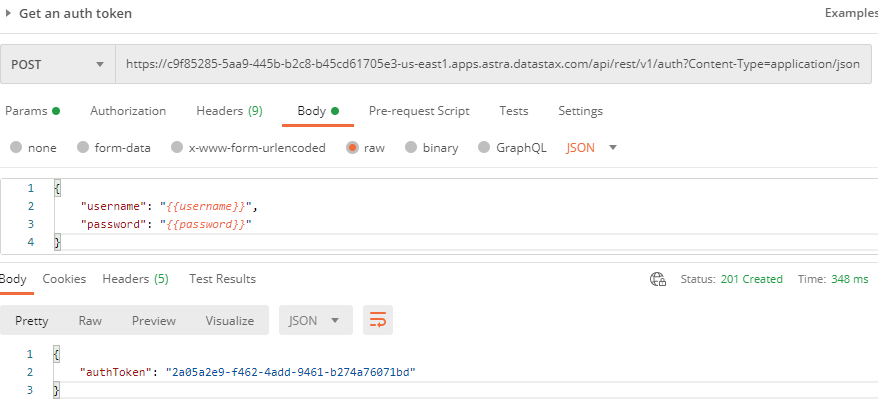 Get an auth token Examples
POST https://c9f85285-5aa9-445b-b2c8-b45cd61705e3-us-east1.apps.astra.datastax.com/api/rest/v1/auth?Content-Type=application/json
Params Authorization Headers (9) Body Pre-request Script Tests Settings
none form-data x-www-form-urlencoded raw binary GraphQL JSON
1 {
2 "username": "{{username}}",
3 "password": "{{password}}"
4 }
Body Cookies Headers (5) Test Results Status: 201 Created Time: 348 ms
Pretty Raw Preview Visualize JSON
1 {
2 "authToken": "2a05a2e9-f462-4add-9461-b274a76071bd"
3 }